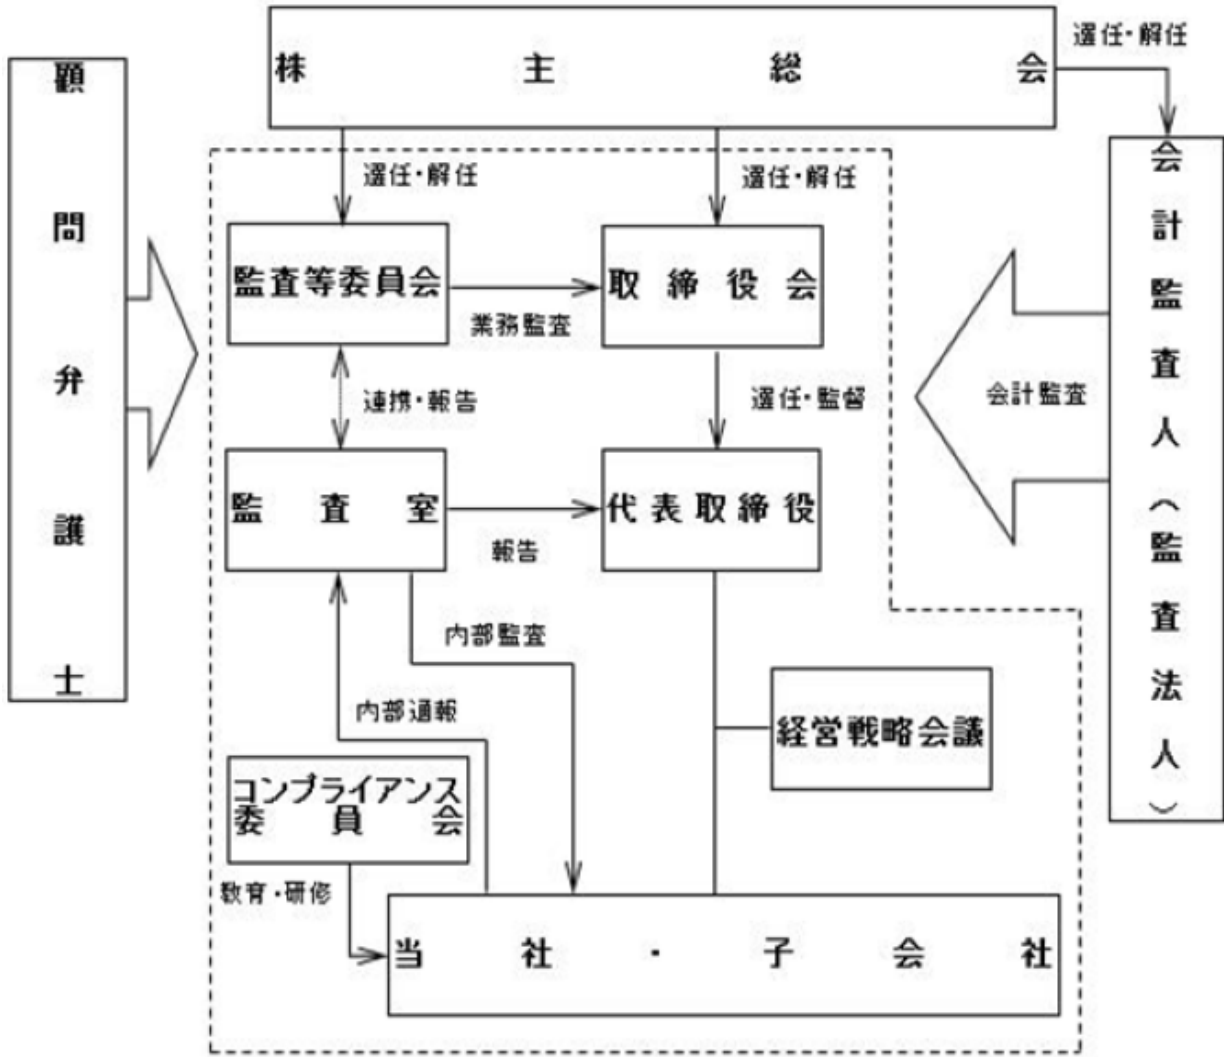 株主総会
選任・解任
顧問弁護士
選任・解任
選任・解任
会計監査人（監査法人）
監査等委員会
業務監査
取締役会
連携・報告
選任・監督
会計監査
監査室
報告
代表取締役
内部監査
内部通報
経営戦略会議
コンプライアンス
委員会
教育・研修
当社・子会社